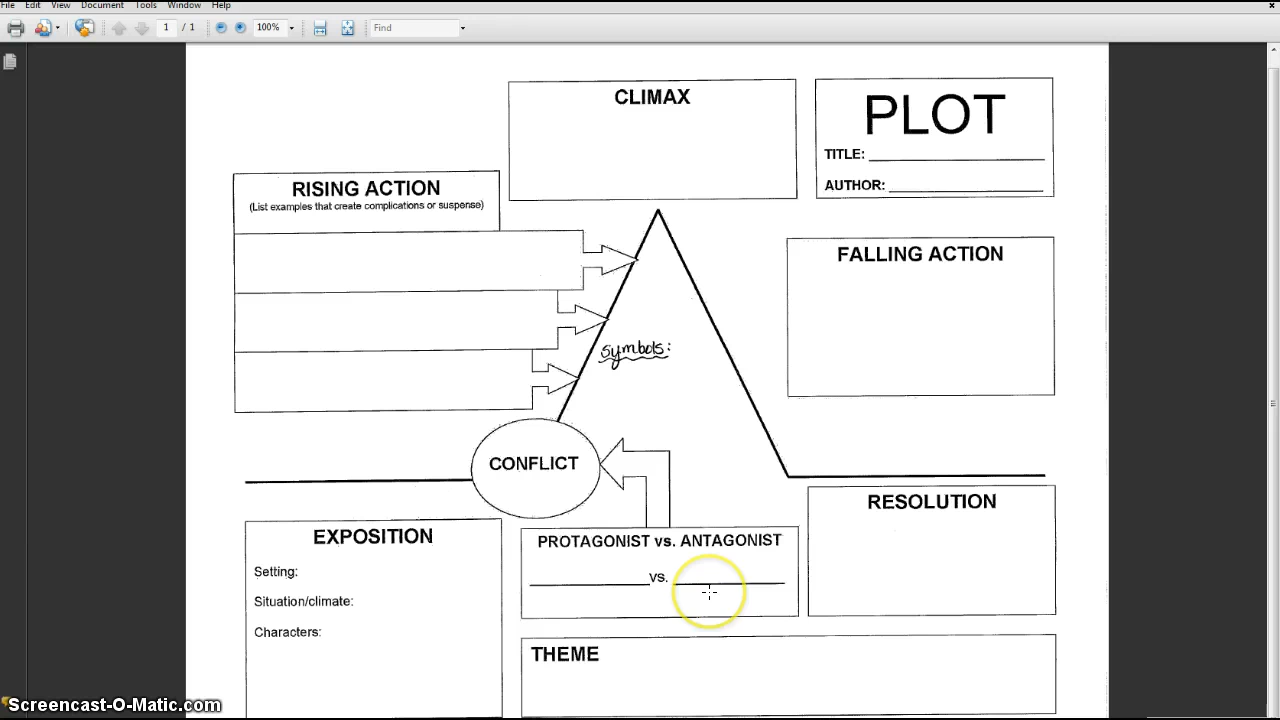 File Edit View Document Tools Window Help
1 / 1 100% Find
CLIMAX
PLOT
TITLE:
AUTHOR:
RISING ACTION
(List examples that create complications or suspense)
FALLING ACTION
Symbols:
CONFLICT
RESOLUTION
EXPOSITION
Setting:
Situation/climate:
Characters:
PROTAGONIST vs. ANTAGONIST
vs.
THEME
Screencast-O-Matic.com